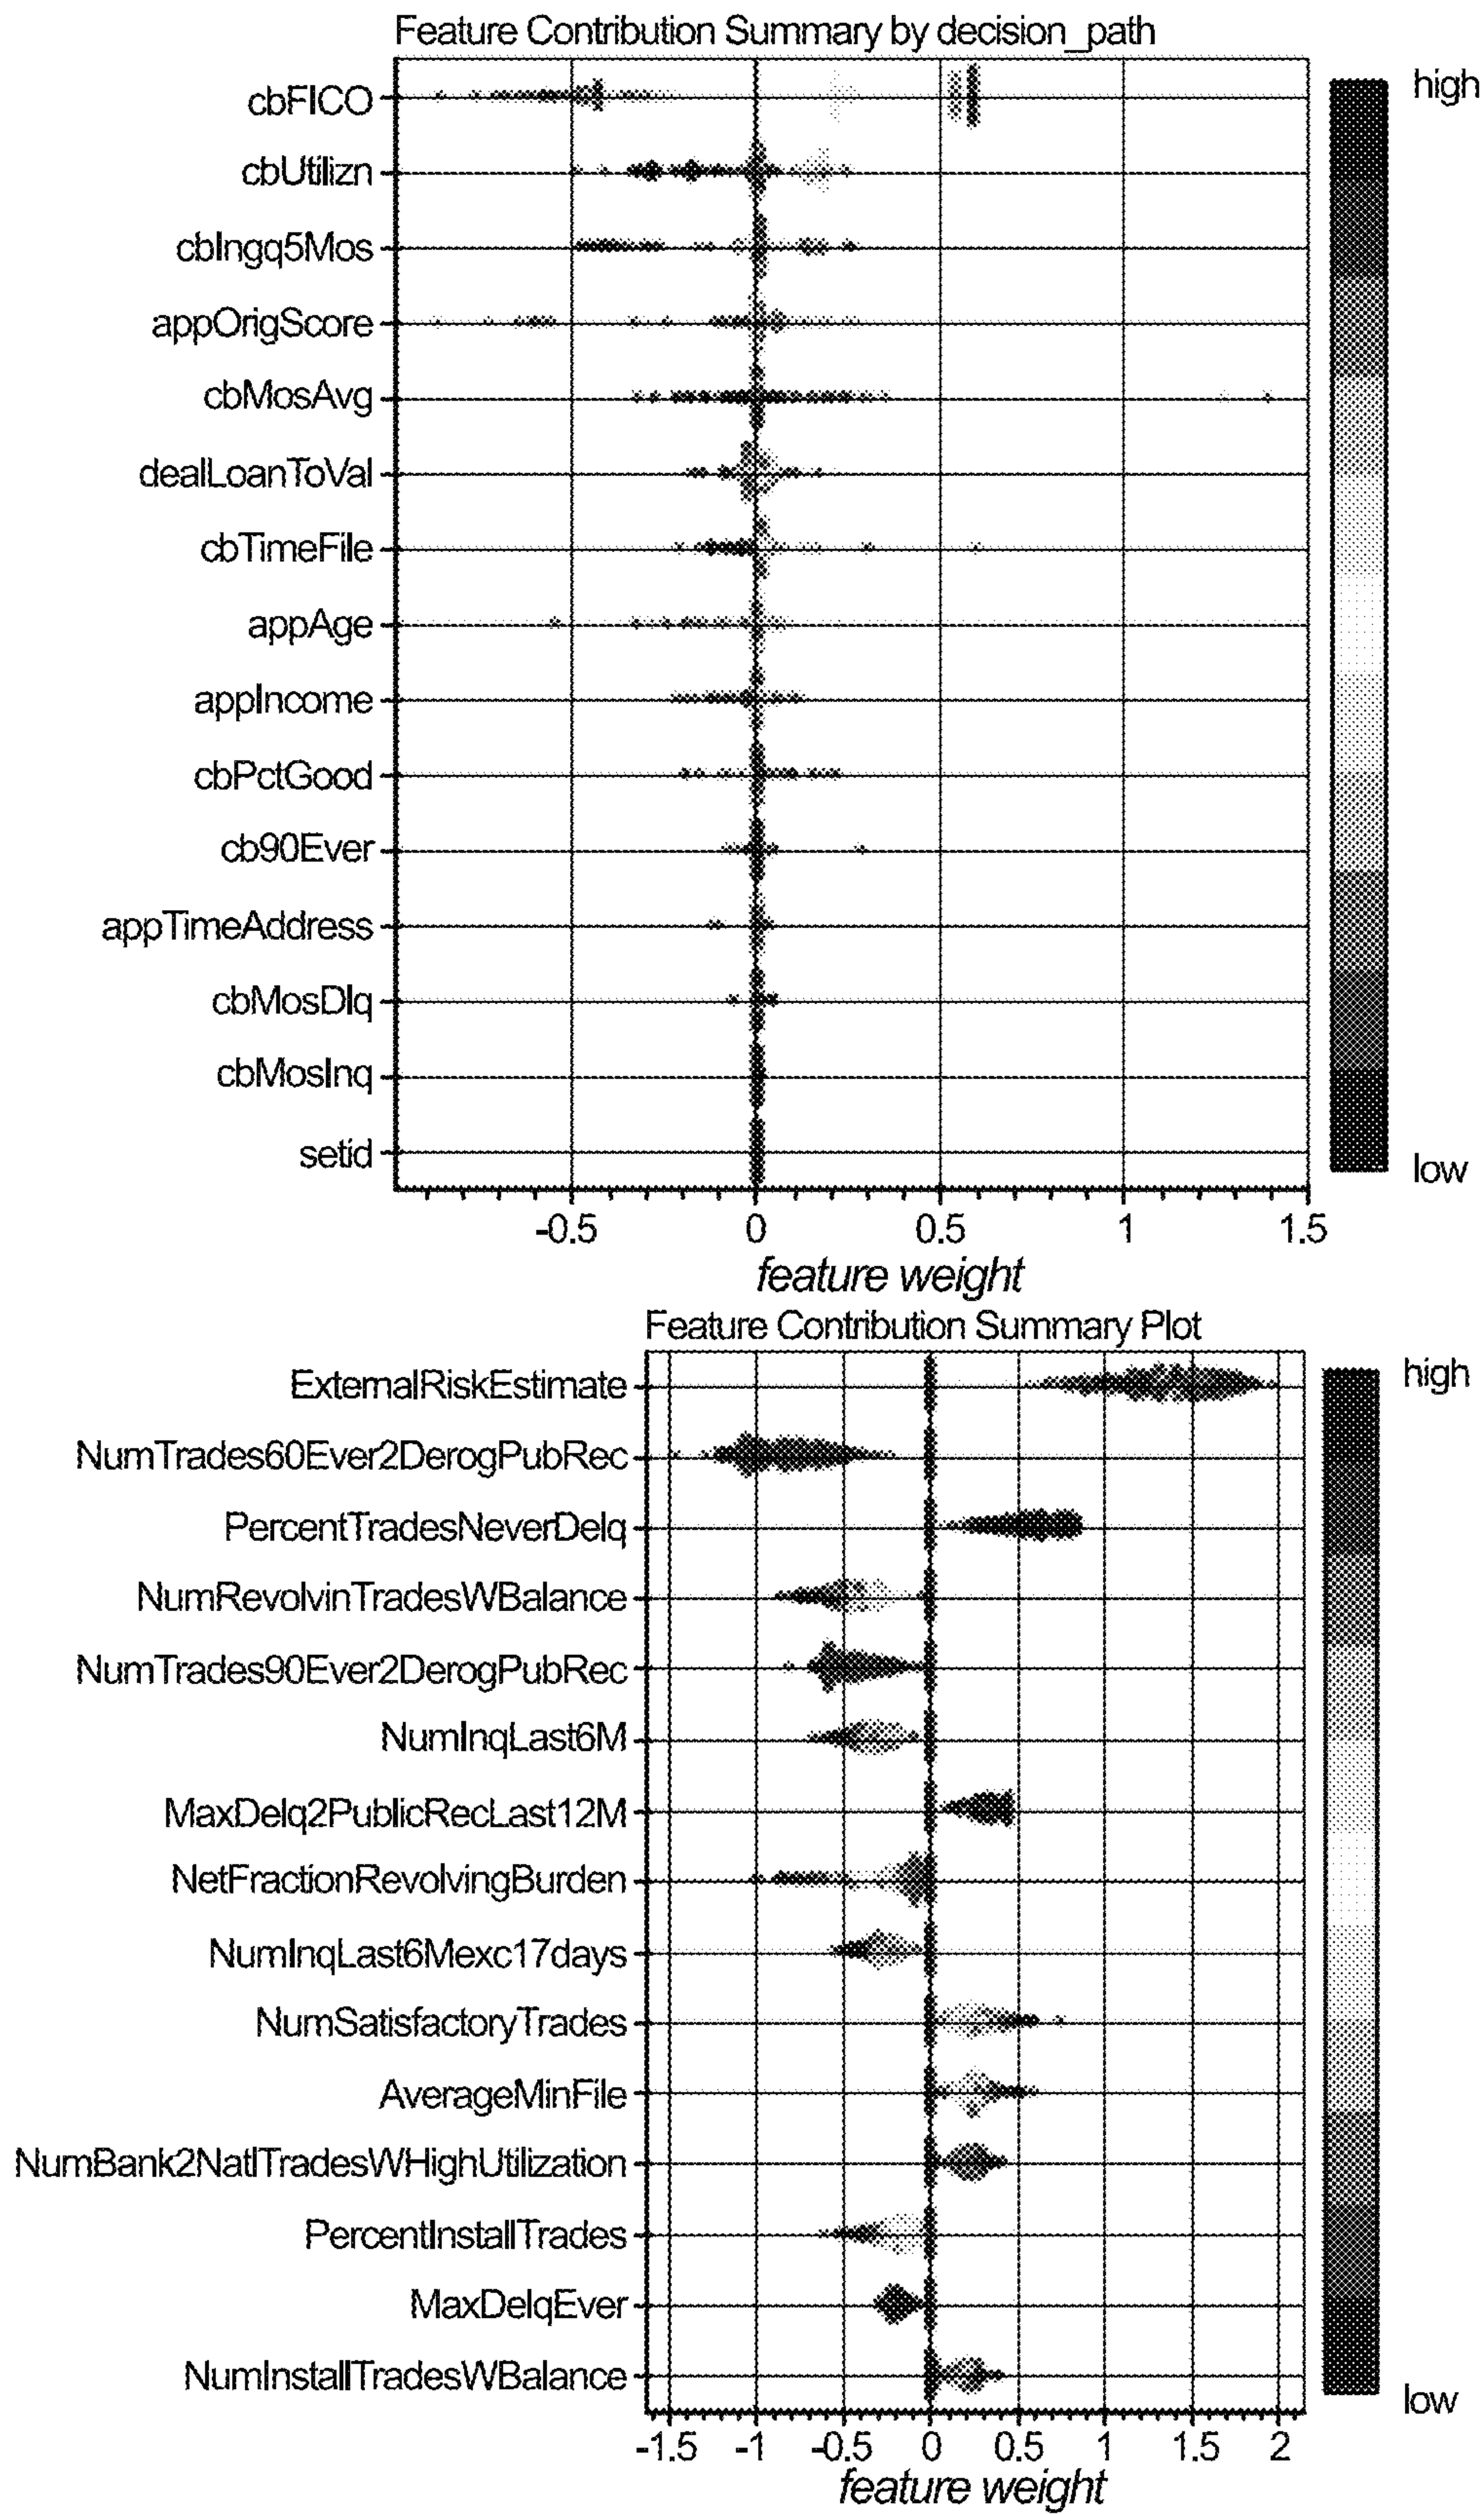 Feature Contribution Summary by decision_path
high
cbFICO
cbUtilizn
cbIngq5Mos
appOrigScore
cbMosAvg
dealLoanToVal
cbTimeFile
appAge
appIncome
cbPctGood
cb90Ever
appTimeAddress
cbMosDlq
cbMosInq
setid
low
-0.5 0 0.5 1 1.5
feature weight
Feature Contribution Summary Plot
high
ExternalRiskEstimate
NumTrades60Ever2DerogPubRec
PercentTradesNeverDelq
NumRevolvinTradesWBalance
NumTrades90Ever2DerogPubRec
NumInqLast6M
MaxDelq2PublicRecLast12M
NetFractionRevolvingBurden
NumInqLast6Mexc17days
NumSatisfactoryTrades
AverageMinFile
NumBank2NatlTradesWHighUtilization
PercentInstallTrades
MaxDelqEver
NumInstallTradesWBalance
low
-1.5 -1 -0.5 0 0.5 1 1.5 2
feature weight